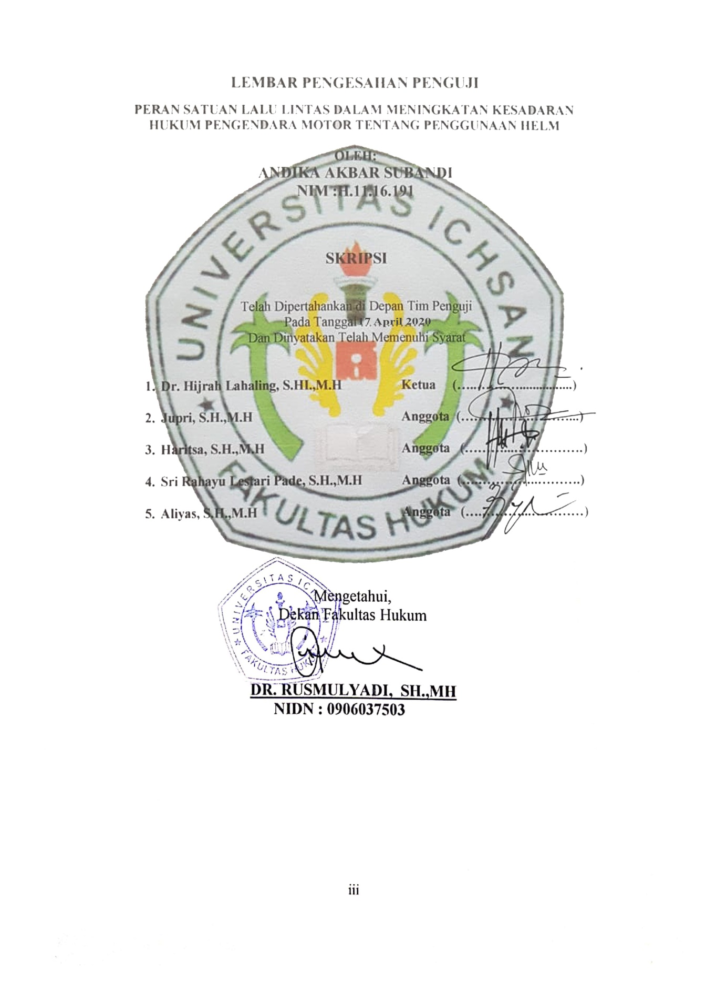 LEMBAR PENGESAHAN PENGUJI
PERAN SATUAN LALU LINTAS DALAM MENINGKATAN KESADARAN
HUKUM PENGENDARA MOTOR TENTANG PENGGUNAAN HELM
OLEH:
ANDIKA AKBAR SUBANDI
NIM :H.11.16.191
UNIVERSITAS ICHSAN
SKRIPSI
Telah Dipertahankan di Depan Tim Penguji
Pada Tanggal 17 April 2020
Dan Dinyatakan Telah Memenuhi Syarat
1. Dr. Hijrah Lahaling, S.HI.,M.H Ketua (..............................)
2. Jupri, S.H.,M.H Anggota (..............................)
3. Haritsa, S.H.,M.H Anggota (..............................)
4. Sri Rahayu Lestari Pade, S.H.,M.H Anggota (..............................)
5. Aliyas, S.H.,M.H Anggota (..............................)
FAKULTAS HUKUM
UNIVERSITAS ICHSAN
FAKULTAS HUKUM
Mengetahui,
Dekan Fakultas Hukum
DR. RUSMULYADI, SH.,MH
NIDN : 0906037503
iii